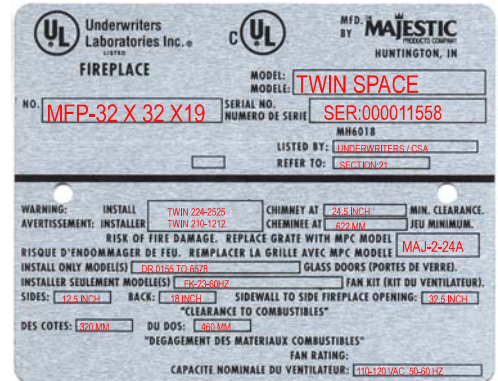 UL Underwriters Laboratories Inc.® LISTED
FIREPLACE
C UL
MFD. BY MAJESTIC PRODUCTS COMPANY
HUNTINGTON, IN
MODEL:
MODELE: TWIN SPACE
NO. MFP-32 X 32 X19
SERIAL NO.
NUMERO DE SERIE SER:000011558
MH6018
LISTED BY: UNDERWRITERS / CSA
REFER TO: SECTION 21
WARNING: INSTALL TWIN 224-2525 CHIMNEY AT 24.5 INCH MIN. CLEARANCE.
AVERTISSEMENT: INSTALLER TWIN 210-1212 CHEMINEE AT 622 MM JEU MINIMUM.
RISK OF FIRE DAMAGE. REPLACE GRATE WITH MPC MODEL MAJ-2-24A
RISQUE D'ENDOMMAGER DE FEU. REMPLACER LA GRILLE AVEC MPC MODELE
INSTALL ONLY MODEL(S) DR.0155 TO 6578 GLASS DOORS (PORTES DE VERRE).
INSTALLER SEULEMENT MODELE(S) FK-23-60HZ FAN KIT (KIT DU VENTILATEUR).
SIDES: 12.5 INCH BACK: 18 INCH SIDEWALL TO SIDE FIREPLACE OPENING: 32.5 INCH
"CLEARANCE TO COMBUSTIBLES"
DES COTES: 320 MM DU DOS: 460 MM
"DEGAGEMENT DES MATERIAUX COMBUSTIBLES"
FAN RATING:
CAPACITE NOMINALE DU VENTILATEUR: 110-120 VAC 50-60 HZ